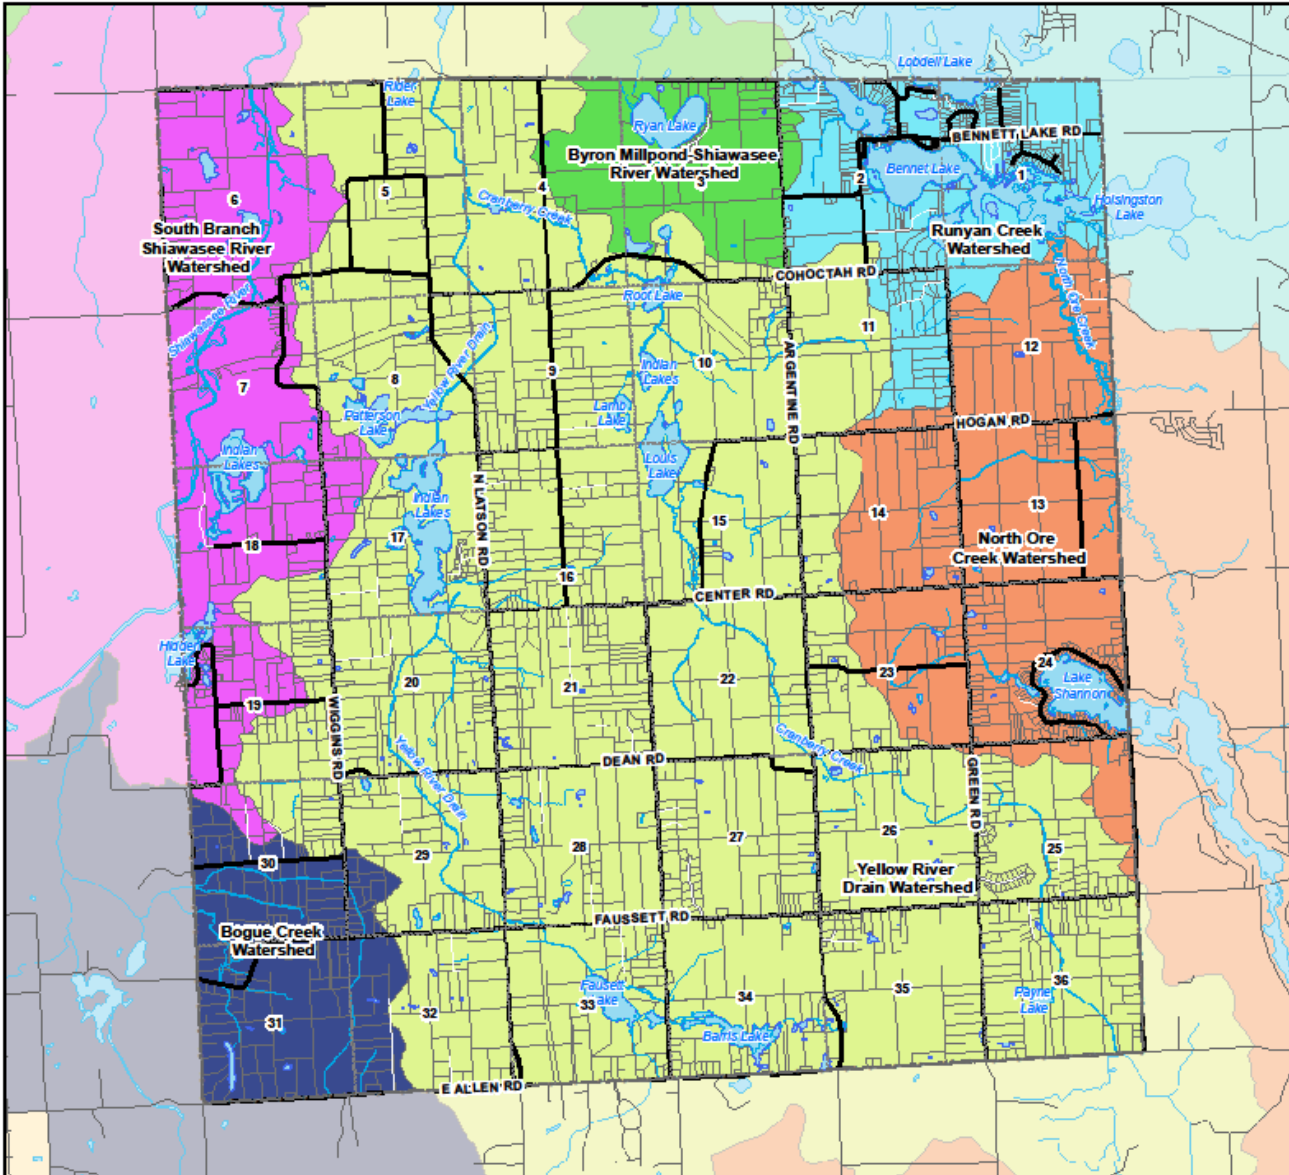 Lobdell Lake
Rider
Lake
Ryan Lake
BENNETT LAKE RD
Byron Millpond-Shiawasee
River Watershed
3
2
Bennet Lake
1
4
5
6
Cranberry Creek
Hoisingston
Lake
South Branch
Shiawasee River
Watershed
Runyan Creek
Watershed
COHOCTAH RD
North Ore Creek
Root Lake
Shiawassee River
Yellow River Drain
11
12
ARGENTINE RD
10
9
8
7
Indian
Lakes
Patterson
Lake
Lamb
Lake
HOGAN RD
Indian
Lakes
Louis
Lake
Indian
Lakes
N LATSON RD
13
14
15
16
17
18
North Ore
Creek Watershed
CENTER RD
Hidden
Lake
24
23
22
21
20
19
Lake
Shannon
WIGGINS RD
Yellow River Drain
Cranberry Creek
DEAN RD
GREEN RD
30
29
28
27
26
25
Yellow River
Drain Watershed
Bogue Creek
Watershed
FAUSSETT RD
Fausett
Lake
Payne
Lake
31
32
33
34
35
36
Barris Lake
E ALLEN RD